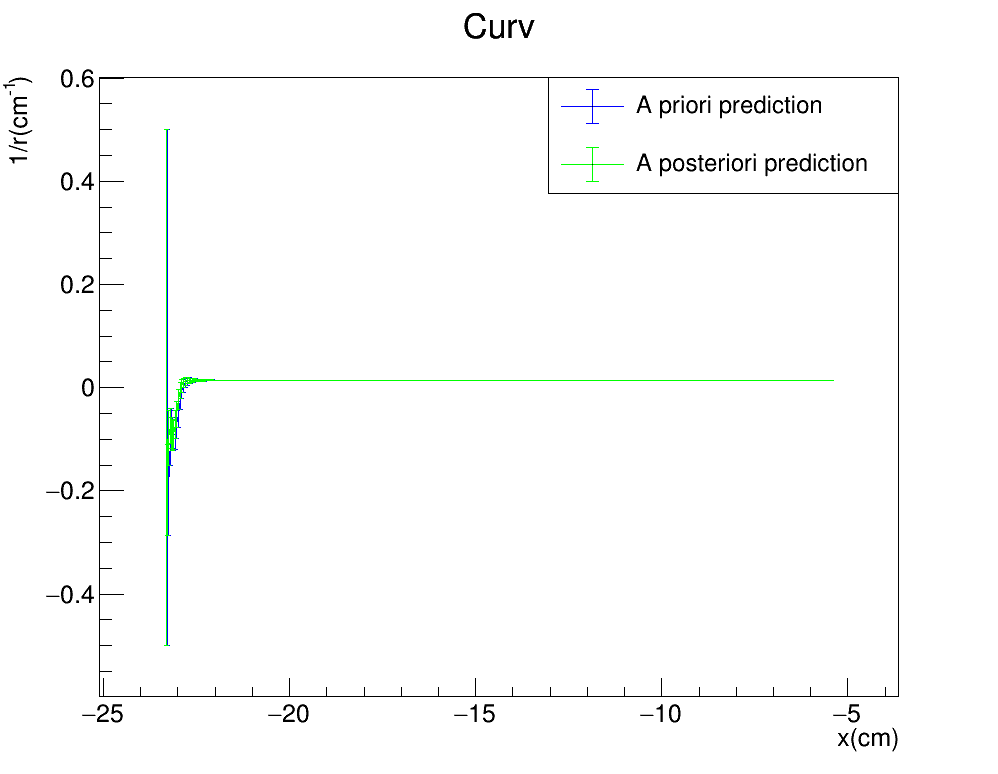 Curv
1/r(cm-1)
0.6
0.4
0.2
0
−0.2
−0.4
A priori prediction
A posteriori prediction
−25 −20 −15 −10 −5
x(cm)